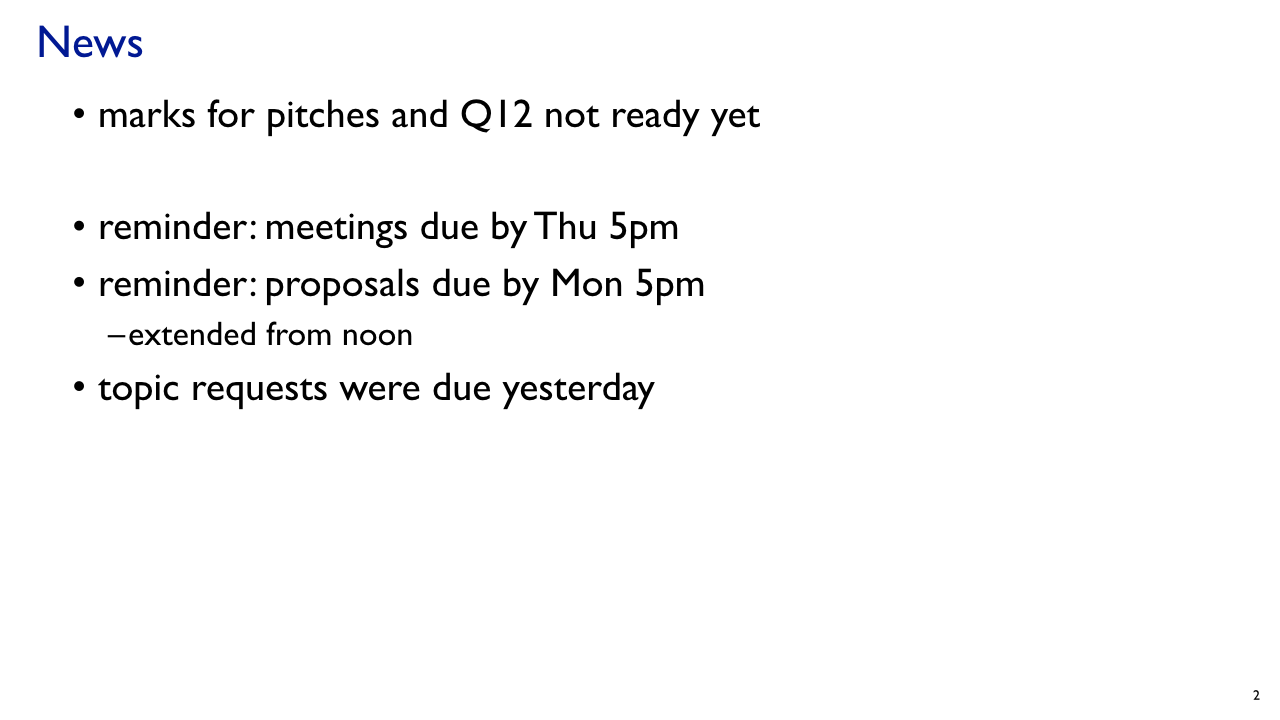 News
• marks for pitches and Q12 not ready yet
• reminder: meetings due by Thu 5pm
• reminder: proposals due by Mon 5pm
–extended from noon
• topic requests were due yesterday
2